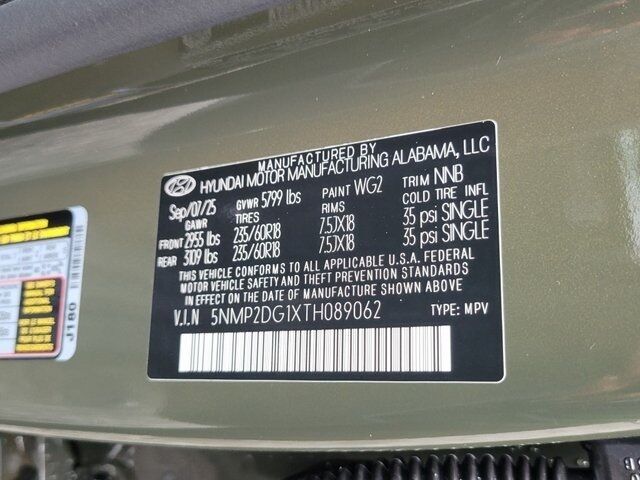 MANUFACTURED BY
HYUNDAI MOTOR MANUFACTURING ALABAMA, LLC
Sep/07/25 GVWR 5799 lbs PAINT WG2 TRIM NNB
GAWR TIRES RIMS COLD TIRE INFL
FRONT 2955 lbs 235/60R18 7.5JX18 35 psi SINGLE
REAR 3109 lbs 235/60R18 7.5JX18 35 psi SINGLE
THIS VEHICLE CONFORMS TO ALL APPLICABLE U.S.A. FEDERAL
MOTOR VEHICLE SAFETY AND THEFT PREVENTION STANDARDS
IN EFFECT ON THE DATE OF MANUFACTURE SHOWN ABOVE
V.I.N 5NMP2DG1XTH089062 TYPE: MPV
J180